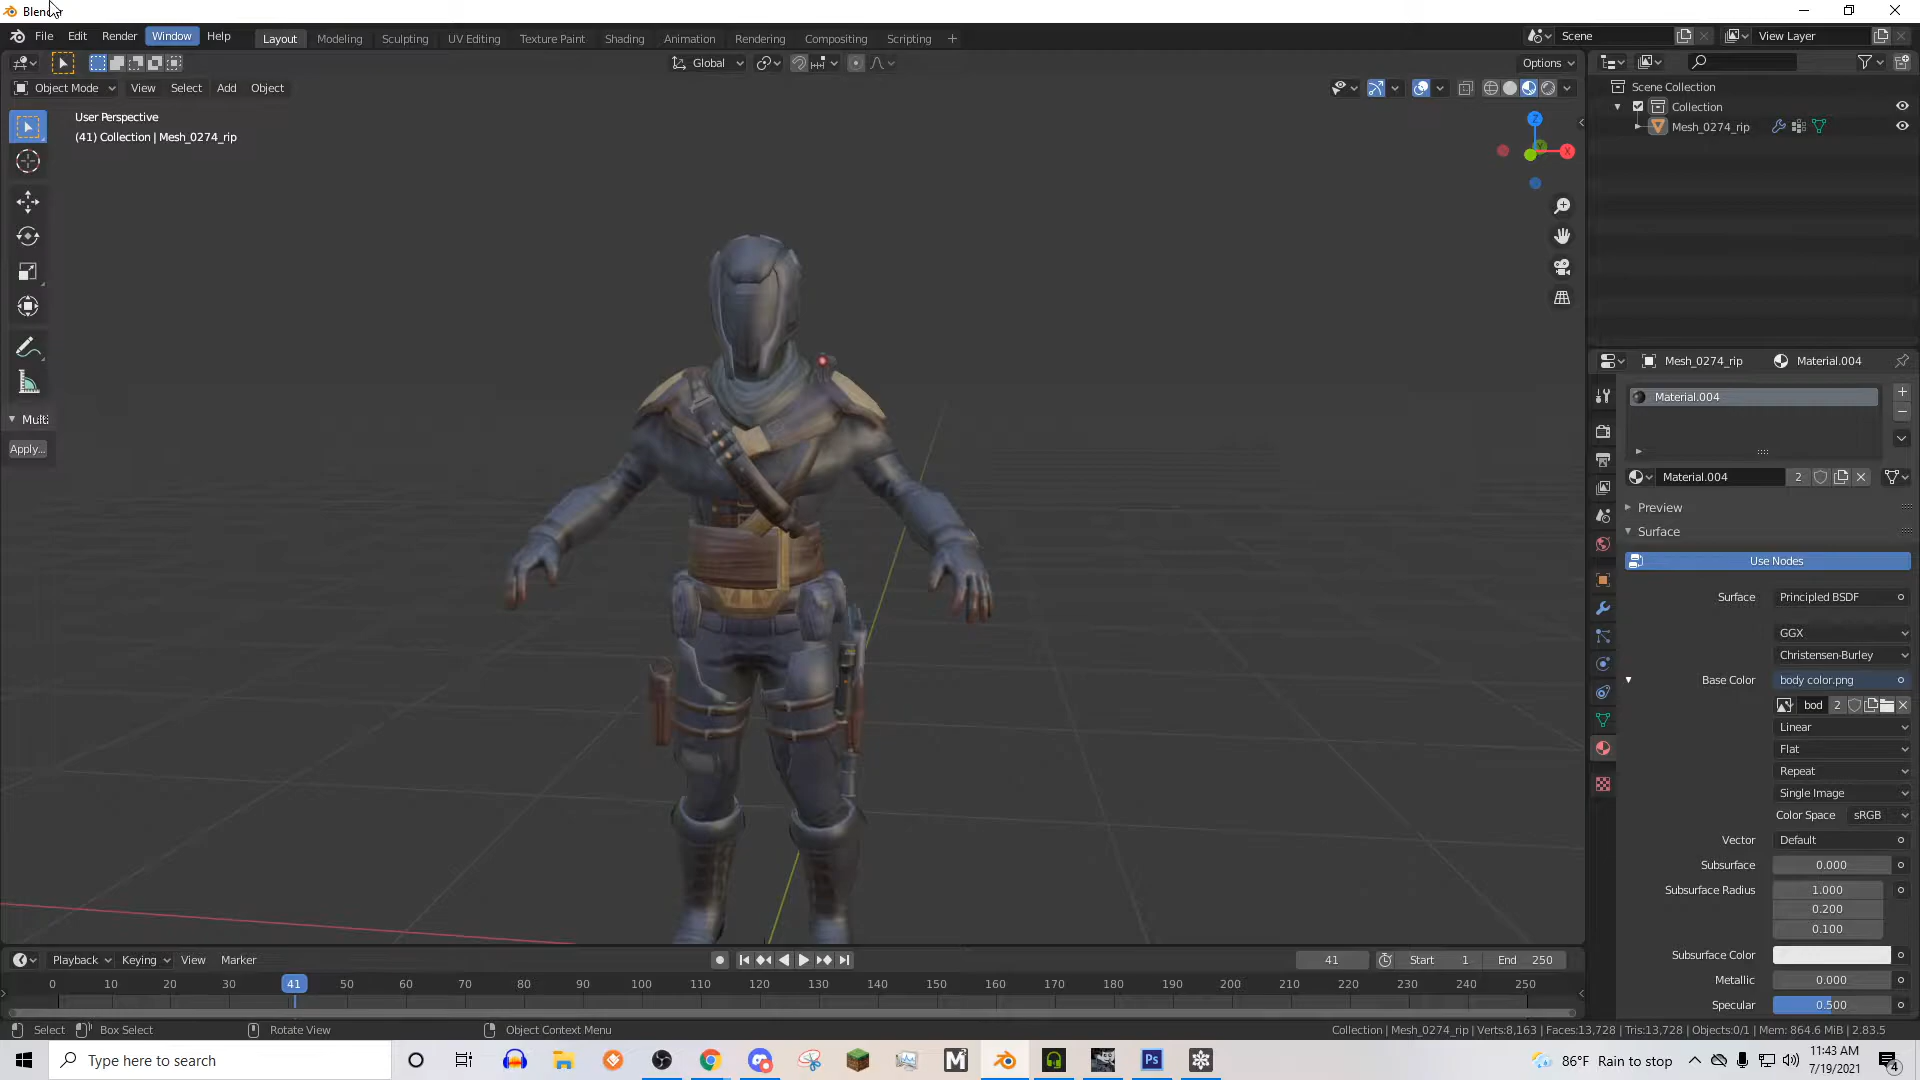 Blender
File Edit Render Window Help Layout Modeling Sculpting UV Editing Texture Paint Shading Animation Rendering Compositing Scripting + Scene View Layer
Global Options
Object Mode View Select Add Object
User Perspective
(41) Collection | Mesh_0274_rip
Z
X
Scene Collection
Collection
Mesh_0274_rip
Mesh_0274_rip Material.004
Material.004
Material.004 2
Preview
Surface
Use Nodes
Surface Principled BSDF
GGX
Christensen-Burley
Base Color body color.png
bod 2
Linear
Flat
Repeat
Single Image
Color Space sRGB
Vector Default
Subsurface 0.000
Subsurface Radius 1.000
0.200
0.100
Subsurface Color
Metallic 0.000
Specular 0.500
Multi
Apply...
Playback Keying View Marker 41 Start 1 End 250
0 10 20 30 41 50 60 70 80 90 100 110 120 130 140 150 160 170 180 190 200 210 220 230 240 250
Select Box Select Rotate View Object Context Menu Collection | Mesh_0274_rip | Verts:8,163 | Faces:13,728 | Tris:13,728 | Objects:0/1 | Mem: 864.6 MiB | 2.83.5
Type here to search
M
Ps
86°F Rain to stop
11:43 AM
7/19/2021
4